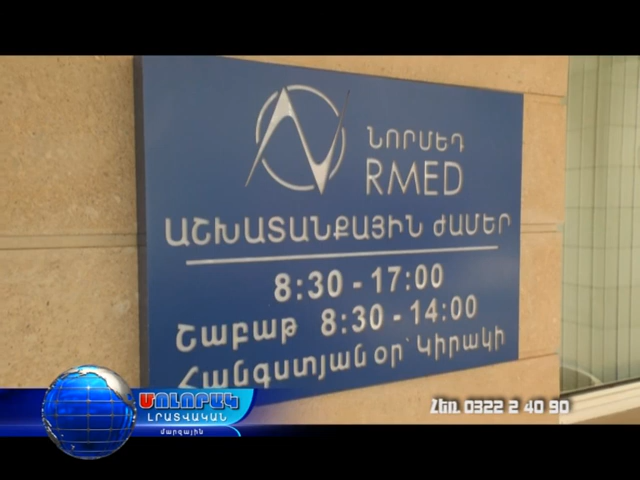 ՆՈՐՄԵԴ
RMED
ԱՇԽԱՏԱՆՔԱՅԻՆ ԺԱՄԵՐ
8:30 - 17:00
Շաբաթ 8:30 - 14:00
Հանգստյան օր՝ Կիրակի
ՄՈԼՈՐԱԿ
ԼՐԱՏՎԱԿԱՆ
մարզային
Հեռ. 0322 2 40 90